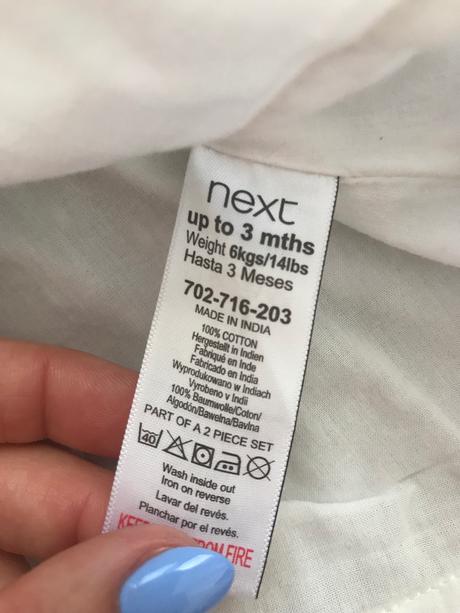 next
up to 3 mths
Weight 6kgs/14lbs
Hasta 3 Meses
702-716-203
MADE IN INDIA
100% COTTON
Hergestellt in Indien
Fabriqué en Inde
Fabricado en India
Wyprodukowano w Indiach
Vyrobeno v Indii
100% Baumwolle/Coton/
Algodón/Bawełna/Bavlna
PART OF A 2 PIECE SET
40
Wash inside out
Iron on reverse
Lavar del revés.
Planchar por el revés.
FIRE